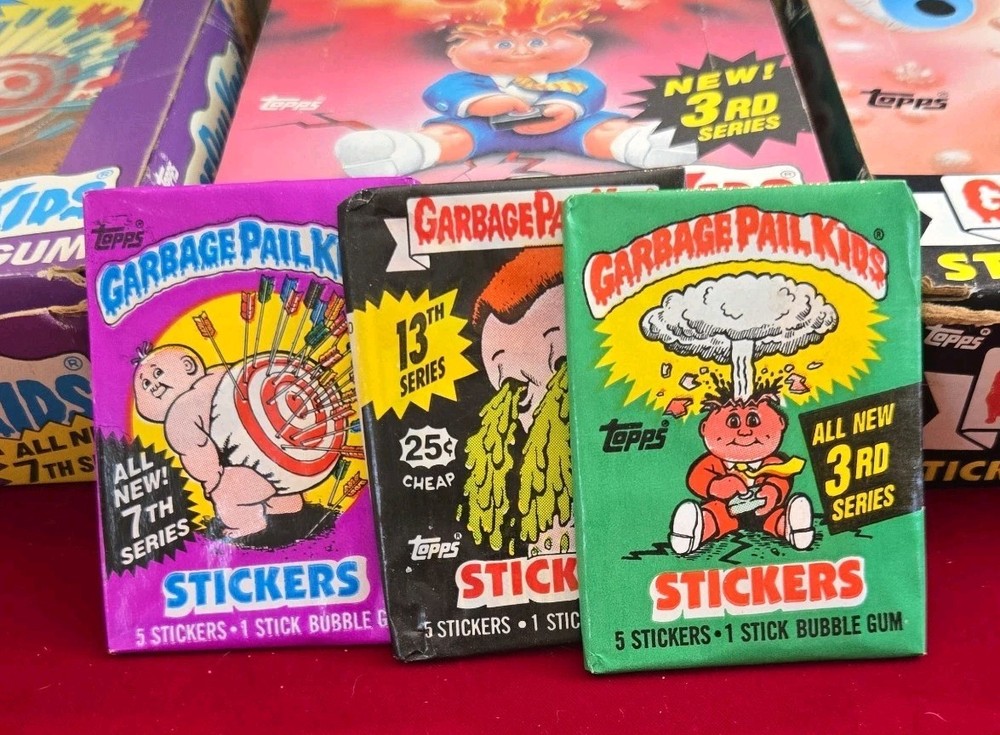 topps
NEW!
3RD
SERIES
topps
KIDS
GUM
KIDS
ALL N
7TH S
topps
GARBAGE PAIL K
ALL
NEW!
7TH
SERIES
STICKERS
5 STICKERS • 1 STICK BUBBLE G
GARBAGE PA
13TH
SERIES
25¢
CHEAP
topps
STICK
5 STICKERS • 1 STIC
GARBAGE PAIL KIDS
topps
ALL NEW
3RD
SERIES
STICKERS
5 STICKERS • 1 STICK BUBBLE GUM
G
ST
topps
TICK